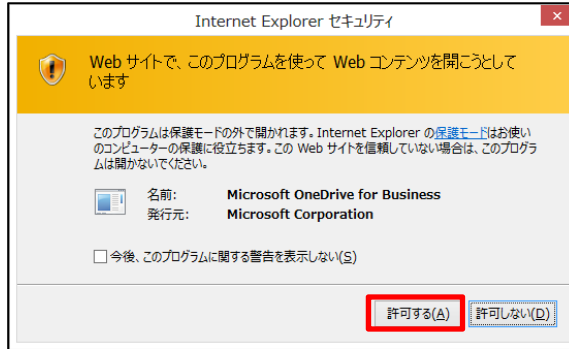 Internet Explorer セキュリティ
Web サイトで、このプログラムを使って Web コンテンツを開こうとして
います
このプログラムは保護モードの外で開かれます。Internet Explorer の保護モードはお使い
のコンピューターの保護に役立ちます。この Web サイトを信頼していない場合は、このプログラ
ムは開かないでください。
名前: Microsoft OneDrive for Business
発行元: Microsoft Corporation
今後、このプログラムに関する警告を表示しない(S)
許可する(A) 許可しない(D)